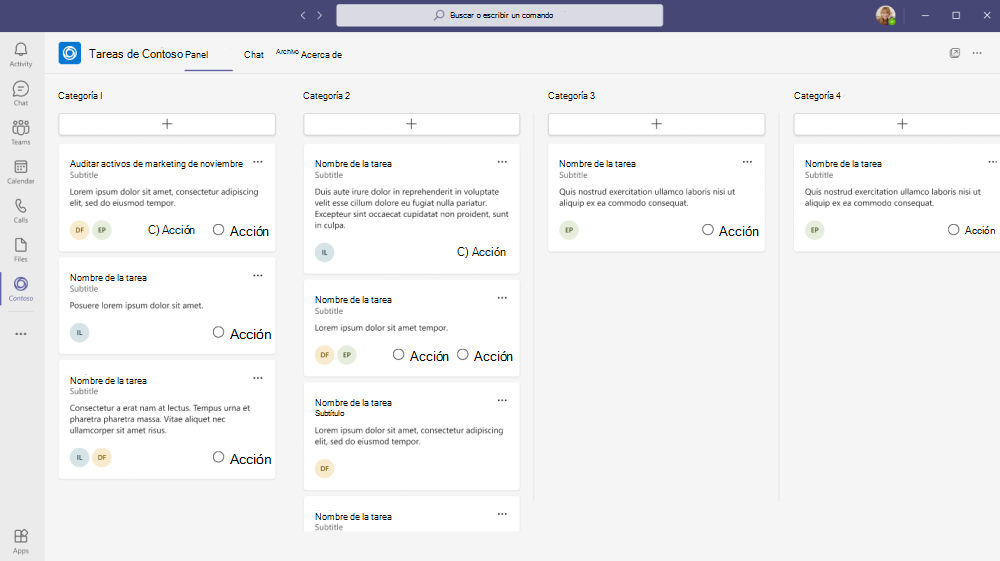 Buscar o escribir un comando
Activity
Chat
Teams
Calendar
Calls
Files
Contoso
Apps
Tareas de Contoso Panel Chat Archivo Acerca de
Categoría I
Auditar activos de marketing de noviembre
Subtitle
Lorem ipsum dolor sit amet, consectetur adipiscing
elit, sed do eiusmod tempor.
DF EP C) Acción Acción
Nombre de la tarea
Subtitle
Posuere lorem ipsum dolor sit amet.
IL Acción
Nombre de la tarea
Subtitle
Consectetur a erat nam at lectus. Tempus urna et
pharetra pharetra massa. Vitae aliquet nec
ullamcorper sit amet risus.
IL DF Acción
Categoría 2
Nombre de la tarea
Subtitle
Duis aute irure dolor in reprehenderit in voluptate
velit esse cillum dolore eu fugiat nulla pariatur.
Excepteur sint occaecat cupidatat non proident, sunt
in culpa.
IL C) Acción
Nombre de la tarea
Subtitle
Lorem ipsum dolor sit amet tempor.
DF EP Acción Acción
Nombre de la tarea
Subtítulo
Lorem ipsum dolor sit amet, consectetur adipiscing
elit, sed do eiusmod tempor.
DF
Nombre de la tarea
Subtitle
Categoría 3
Nombre de la tarea
Subtitle
Quis nostrud exercitation ullamco laboris nisi ut
aliquip ex ea commodo consequat.
EP Acción
Categoría 4
Nombre de la tarea
Subtitle
Quis nostrud exercitation ullamco laboris nisi ut
aliquip ex ea commodo consequat.
EP Acción